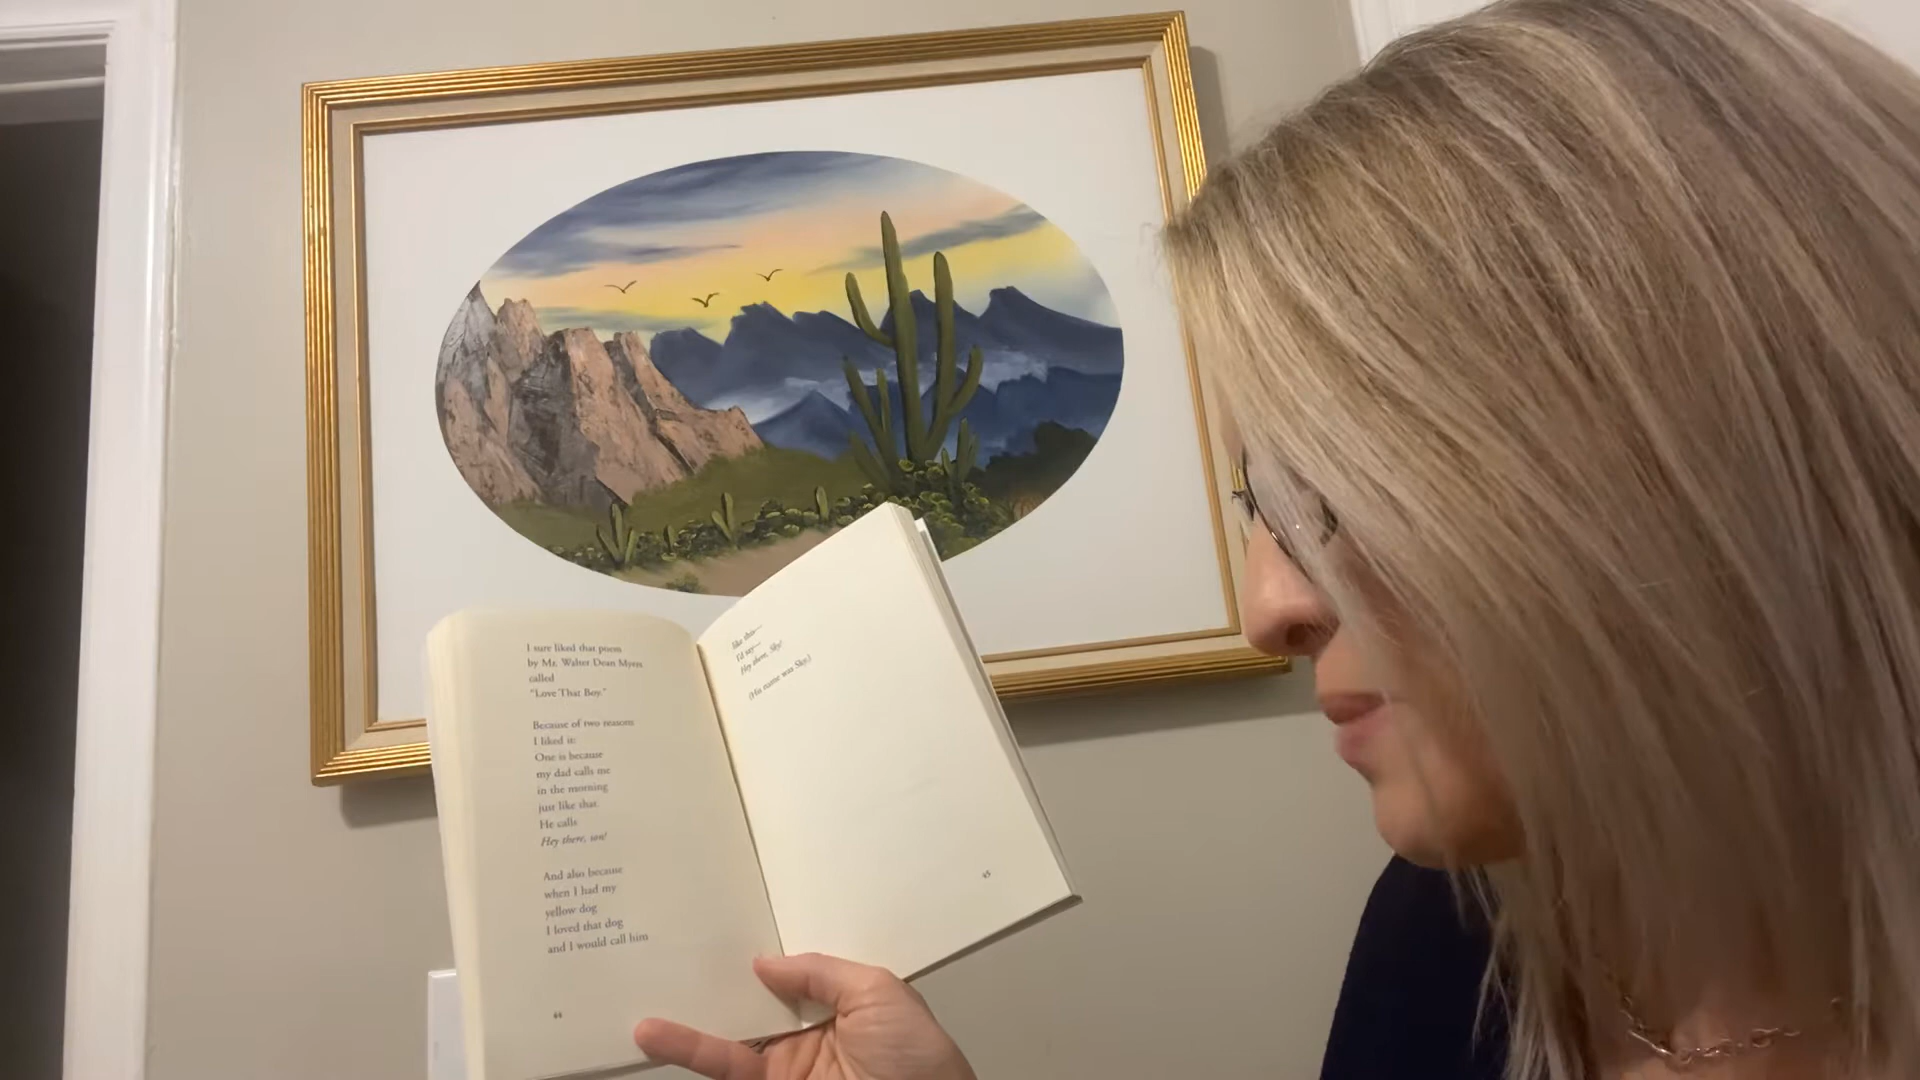 I sure liked that poem
by Mr. Walter Dean Myers
called
"Love That Boy."
Because of two reasons
I liked it:
One is because
my dad calls me
in the morning
just like that.
He calls
Hey there, son!
And also because
when I had my
yellow dog
I loved that dog
and I would call him
44
like this—
I'd say—
Hey there, Sky!
(His name was Sky.)
45